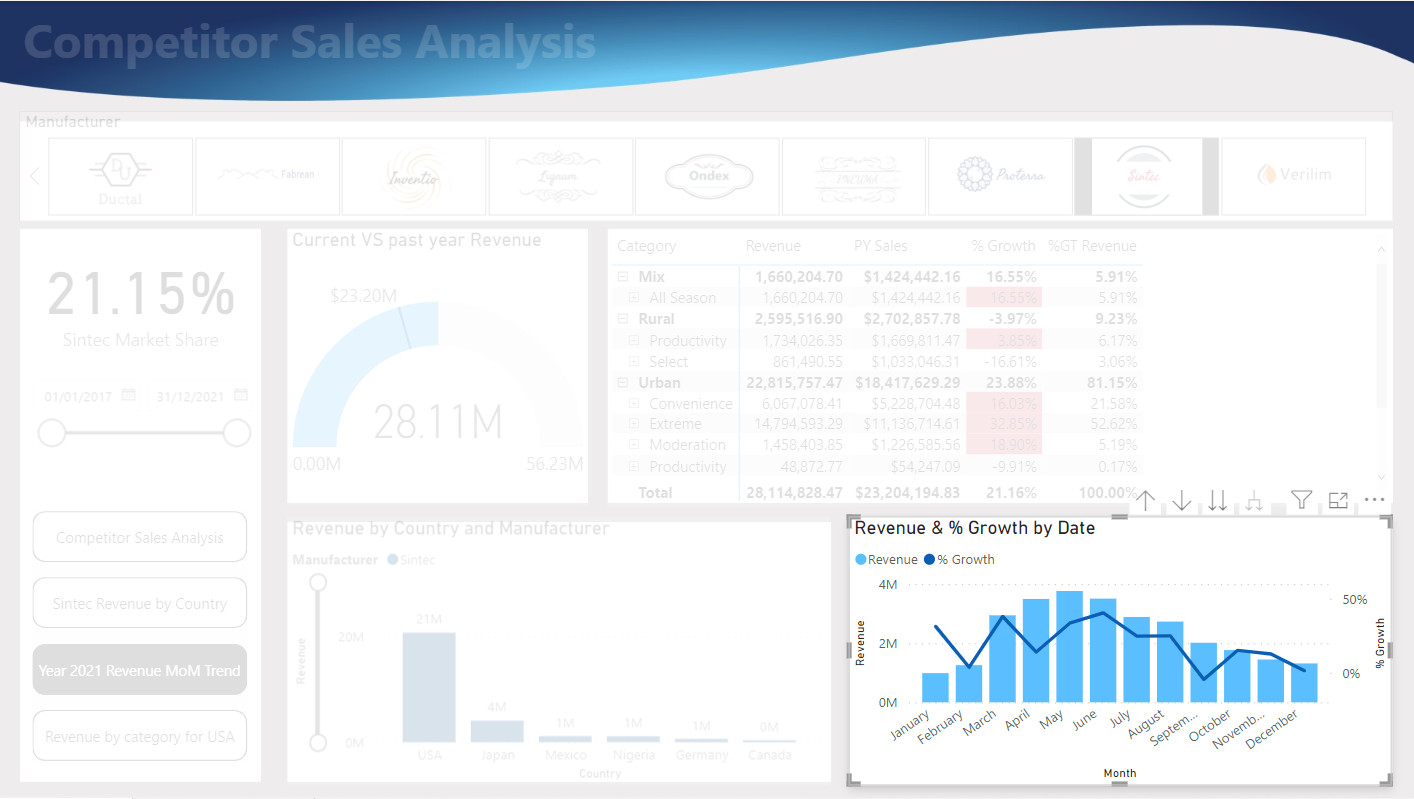 Competitor Sales Analysis
Manufacturer
DU
Ductal
Fabrean
Inventio
Lignum
Ondex
PACIERA
Proterra
Sintec
Verilim
21.15%
Sintec Market Share
01/01/2017 31/12/2021
Competitor Sales Analysis
Sintec Revenue by Country
Year 2021 Revenue MoM Trend
Revenue by category for USA
Current VS past year Revenue
$23.20M
28.11M
0.00M 56.23M
Category Revenue PY Sales % Growth %GT Revenue
Mix 1,660,204.70 $1,424,442.16 16.55% 5.91%
All Season 1,660,204.70 $1,424,442.16 16.55% 5.91%
Rural 2,595,516.90 $2,702,857.78 -3.97% 9.23%
Productivity 1,734,026.35 $1,669,811.47 3.85% 6.17%
Select 861,490.55 $1,033,046.31 -16.61% 3.06%
Urban 22,815,757.47 $18,417,629.29 23.88% 81.15%
Convenience 6,067,078.41 $5,228,704.48 16.03% 21.58%
Extreme 14,794,593.29 $11,136,714.61 32.85% 52.62%
Moderation 1,458,403.85 $1,226,585.56 18.90% 5.19%
Productivity 48,872.77 $54,247.09 -9.91% 0.17%
Total 28,114,828.47 $23,204,194.83 21.16% 100.00%
Revenue by Country and Manufacturer
Manufacturer Sintec
Revenue
20M
0M
21M
4M
1M
1M
1M
0M
USA Japan Mexico Nigeria Germany Canada
Country
Revenue & % Growth by Date
Revenue % Growth
Revenue
4M
2M
0M
50%
0%
% Growth
January
February
March
April
May
June
July
August
Septem...
October
Novemb...
December
Month